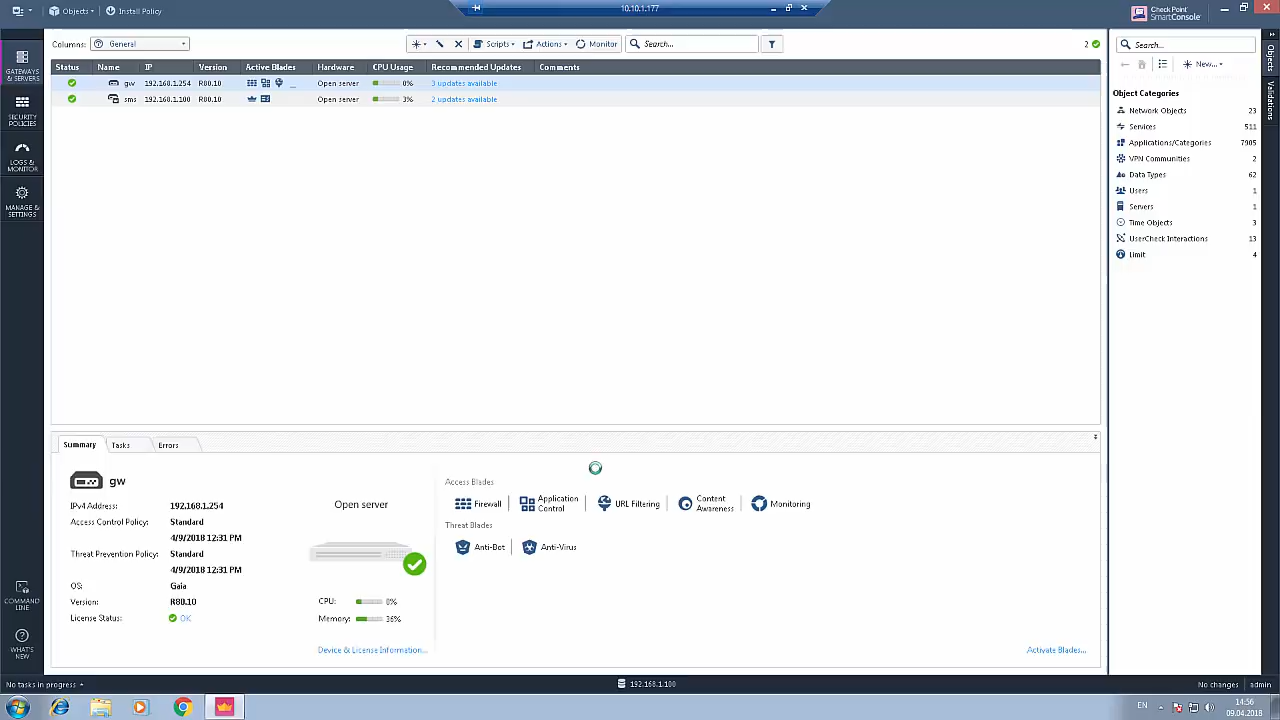 10.10.1.177
Objects
Install Policy
Check Point
SmartConsole
Columns: General
Scripts
Actions
Monitor
Search...
2
Status Name IP Version Active Blades Hardware CPU Usage Recommended Updates Comments
gw 192.168.1.254 R80.10 ... Open server 0% 3 updates available
sms 192.168.1.100 R80.10 Open server 3% 2 updates available
GATEWAYS
& SERVERS
SECURITY
POLICIES
LOGS &
MONITOR
MANAGE &
SETTINGS
COMMAND
LINE
WHAT'S
NEW
Summary Tasks Errors
gw
IPv4 Address: 192.168.1.254
Access Control Policy: Standard
4/9/2018 12:31 PM
Threat Prevention Policy: Standard
4/9/2018 12:31 PM
OS: Gaia
Version: R80.10
License Status: OK
Open server
CPU: 0%
Memory: 36%
Device & License Information...
Access Blades
Firewall
Application
Control
URL Filtering
Content
Awareness
Monitoring
Threat Blades
Anti-Bot
Anti-Virus
Activate Blades...
Search...
New...
Object Categories
Network Objects 23
Services 511
Applications/Categories 7905
VPN Communities 2
Data Types 62
Users 1
Servers 1
Time Objects 3
UserCheck Interactions 13
Limit 4
Objects
Validations
No tasks in progress
192.168.1.100
No changes
admin
EN
14:56
09.04.2018